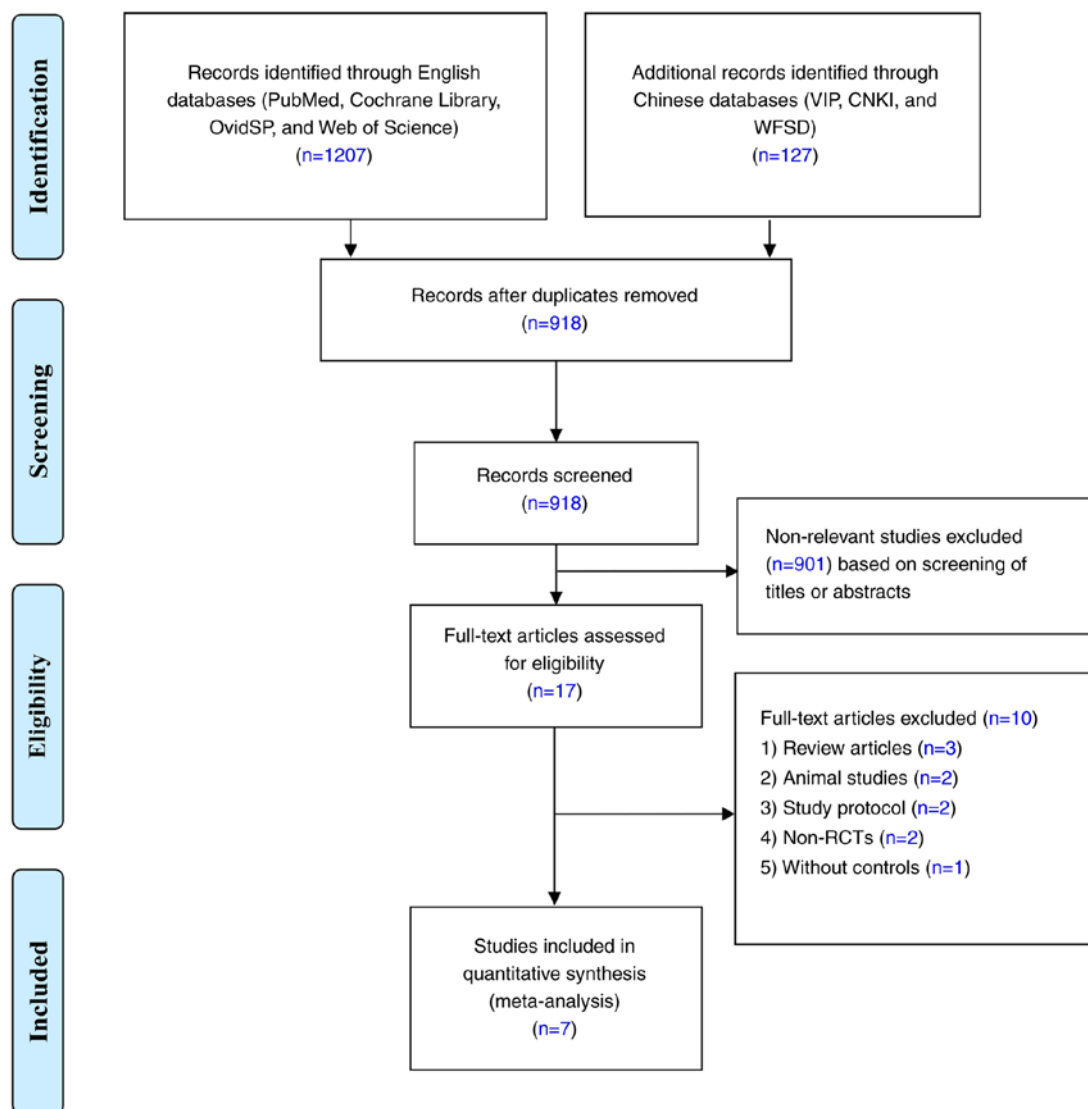 Identification
Records identified through English
databases (PubMed, Cochrane Library,
OvidSP, and Web of Science)
(n=1207)
Additional records identified through
Chinese databases (VIP, CNKI, and
WFSD)
(n=127)
Records after duplicates removed
(n=918)
Screening
Records screened
(n=918)
Non-relevant studies excluded
(n=901) based on screening of
titles or abstracts
Eligibility
Full-text articles assessed
for eligibility
(n=17)
Full-text articles excluded (n=10)
1) Review articles (n=3)
2) Animal studies (n=2)
3) Study protocol (n=2)
4) Non-RCTs (n=2)
5) Without controls (n=1)
Included
Studies included in
quantitative synthesis
(meta-analysis)
(n=7)